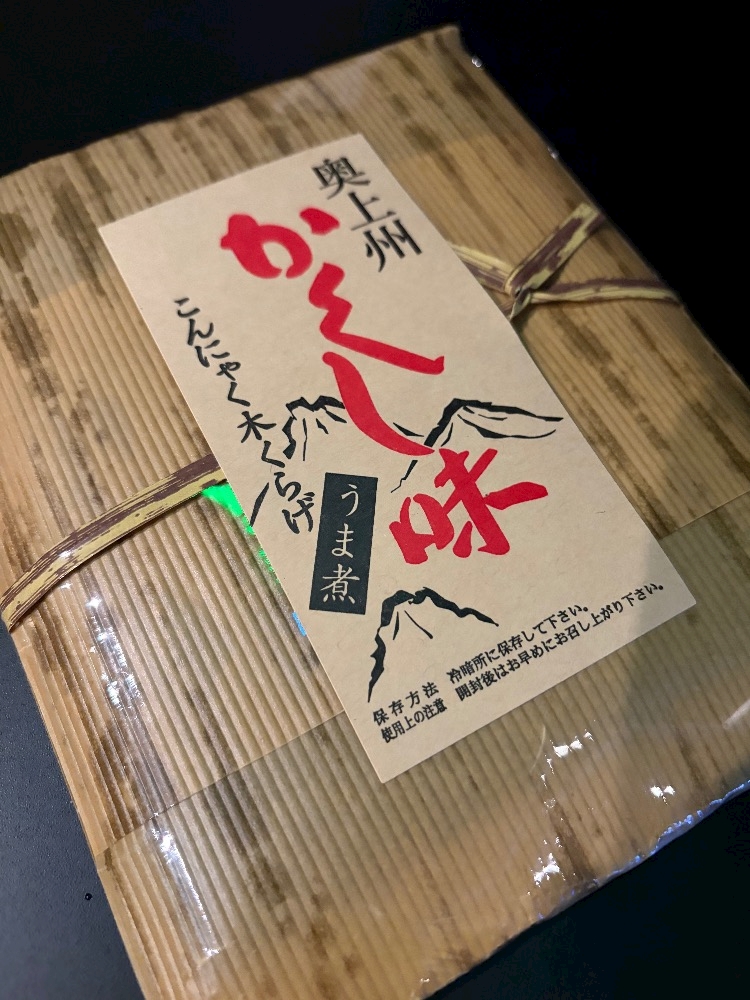 奥上州
かくし味
こんにゃく木くらげ
うま煮
保存方法　冷暗所に保存して下さい。
使用上の注意　開封後はお早めにお召し上がり下さい。